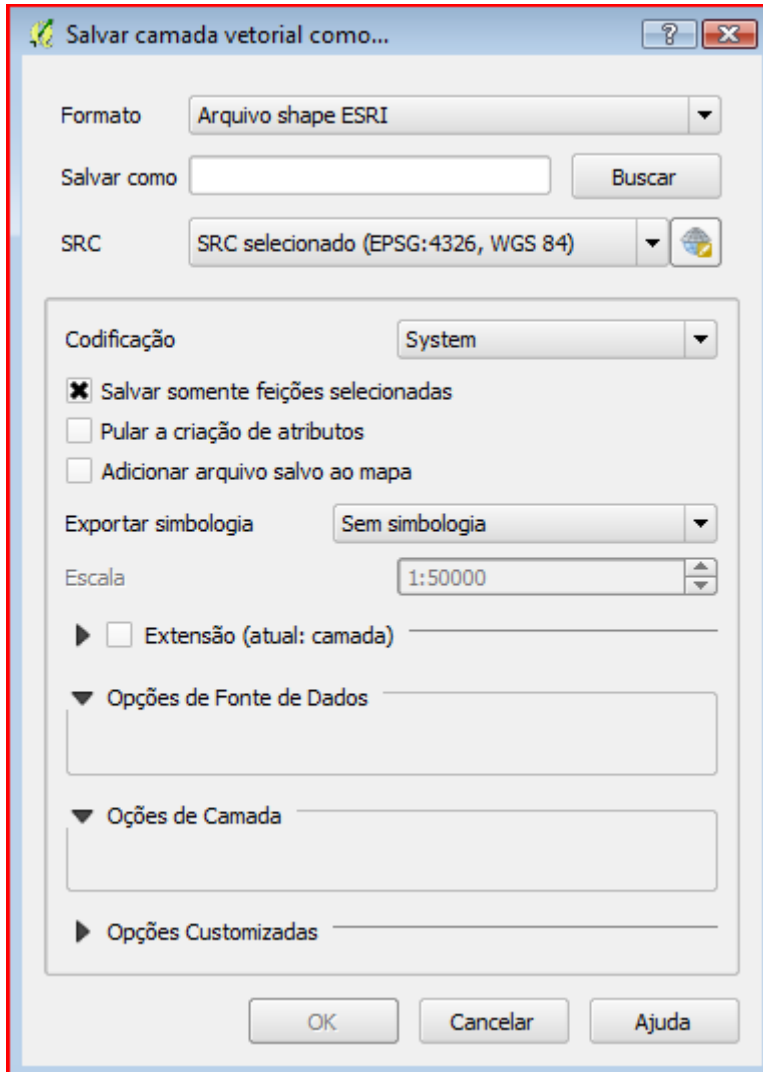 Salvar camada vetorial como...
Formato Arquivo shape ESRI
Salvar como Buscar
SRC SRC selecionado (EPSG:4326, WGS 84)
Codificação System
Salvar somente feições selecionadas
Pular a criação de atributos
Adicionar arquivo salvo ao mapa
Exportar simbologia Sem simbologia
Escala 1:50000
Extensão (atual: camada)
Opções de Fonte de Dados
Oções de Camada
Opções Customizadas
OK Cancelar Ajuda